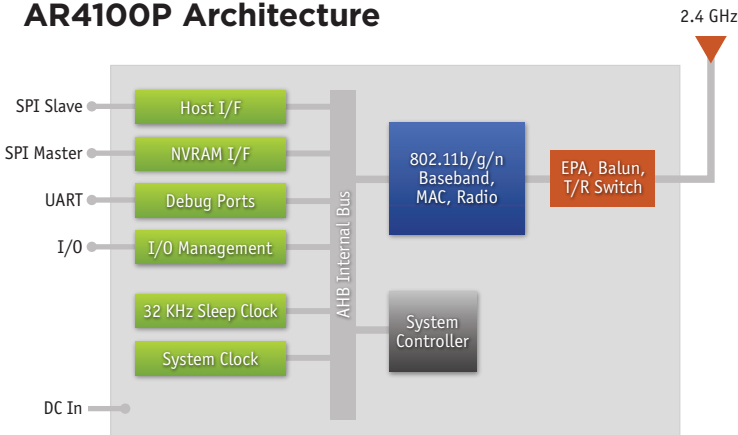 AR4100P Architecture
2.4 GHz
SPI Slave
Host I/F
SPI Master
NVRAM I/F
UART
Debug Ports
I/O
I/O Management
32 KHz Sleep Clock
System Clock
DC In
AHB Internal Bus
802.11b/g/n
Baseband,
MAC, Radio
EPA, Balun,
T/R Switch
System
Controller